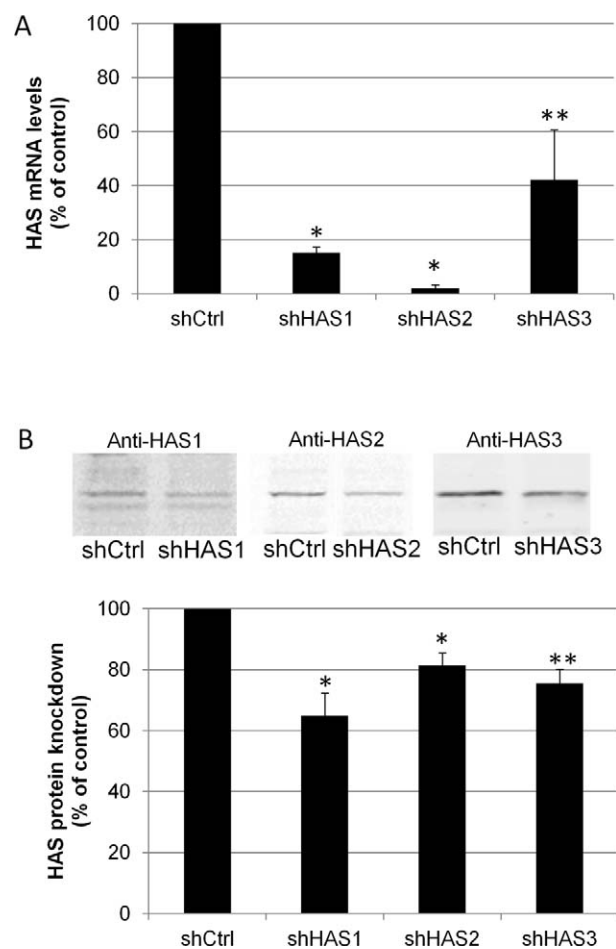 A
HAS mRNA levels
(% of control)
100
80
60
40
20
0
*
*
**
shCtrl shHAS1 shHAS2 shHAS3
B
Anti-HAS1 Anti-HAS2 Anti-HAS3
shCtrl shHAS1 shCtrl shHAS2 shCtrl shHAS3
HAS protein knockdown
(% of control)
100
80
60
40
20
0
*
*
**
shCtrl shHAS1 shHAS2 shHAS3